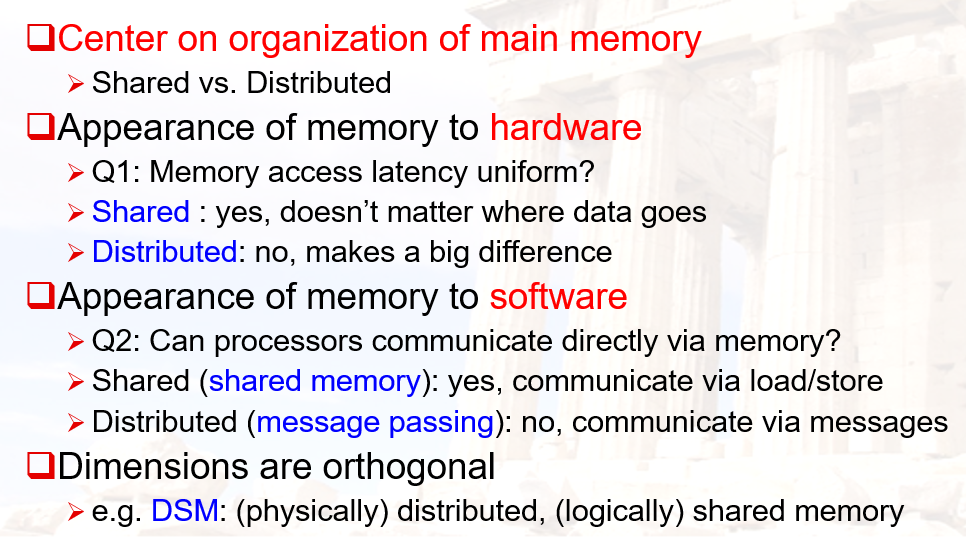 ❑Center on organization of main memory
➢ Shared vs. Distributed
❑Appearance of memory to hardware
➢ Q1: Memory access latency uniform?
➢ Shared : yes, doesn’t matter where data goes
➢ Distributed: no, makes a big difference
❑Appearance of memory to software
➢ Q2: Can processors communicate directly via memory?
➢ Shared (shared memory): yes, communicate via load/store
➢ Distributed (message passing): no, communicate via messages
❑Dimensions are orthogonal
➢ e.g. DSM: (physically) distributed, (logically) shared memory